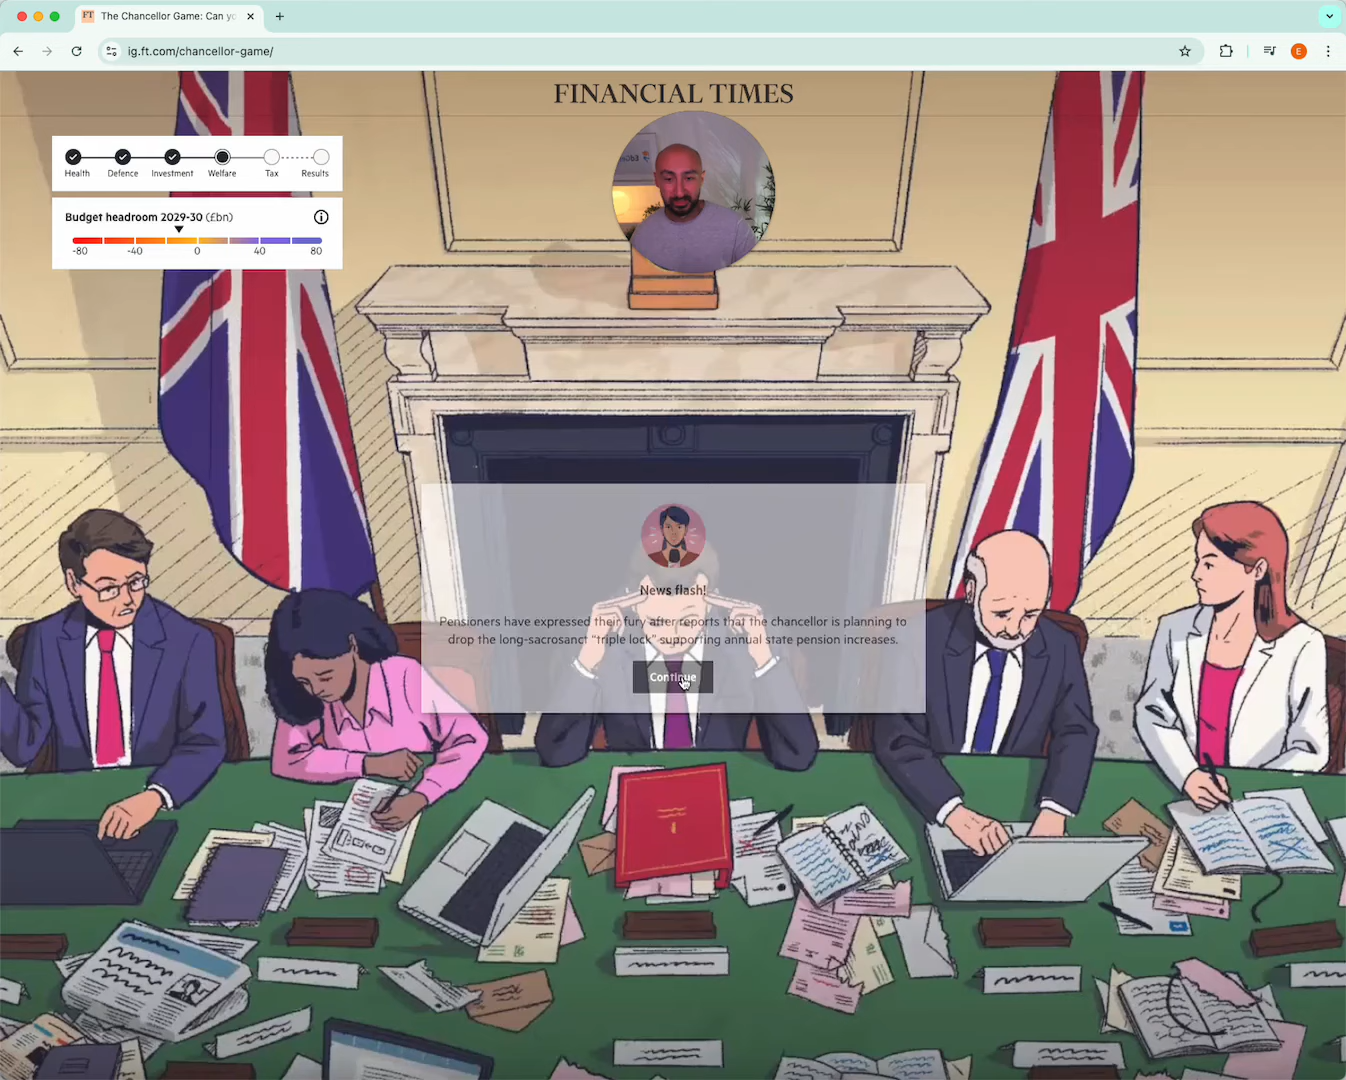 The Chancellor Game: Can yo
ig.ft.com/chancellor-game/
E
FINANCIAL TIMES
FT
Health
Defence
Investment
Welfare
Tax
Results
Budget headroom 2029-30 (£bn)
-80
-40
0
40
80
News flash!
Pensioners have expressed their fury after reports that the chancellor is planning to
drop the long-sacrosanct “triple lock” supporting annual state pension increases.
Continue